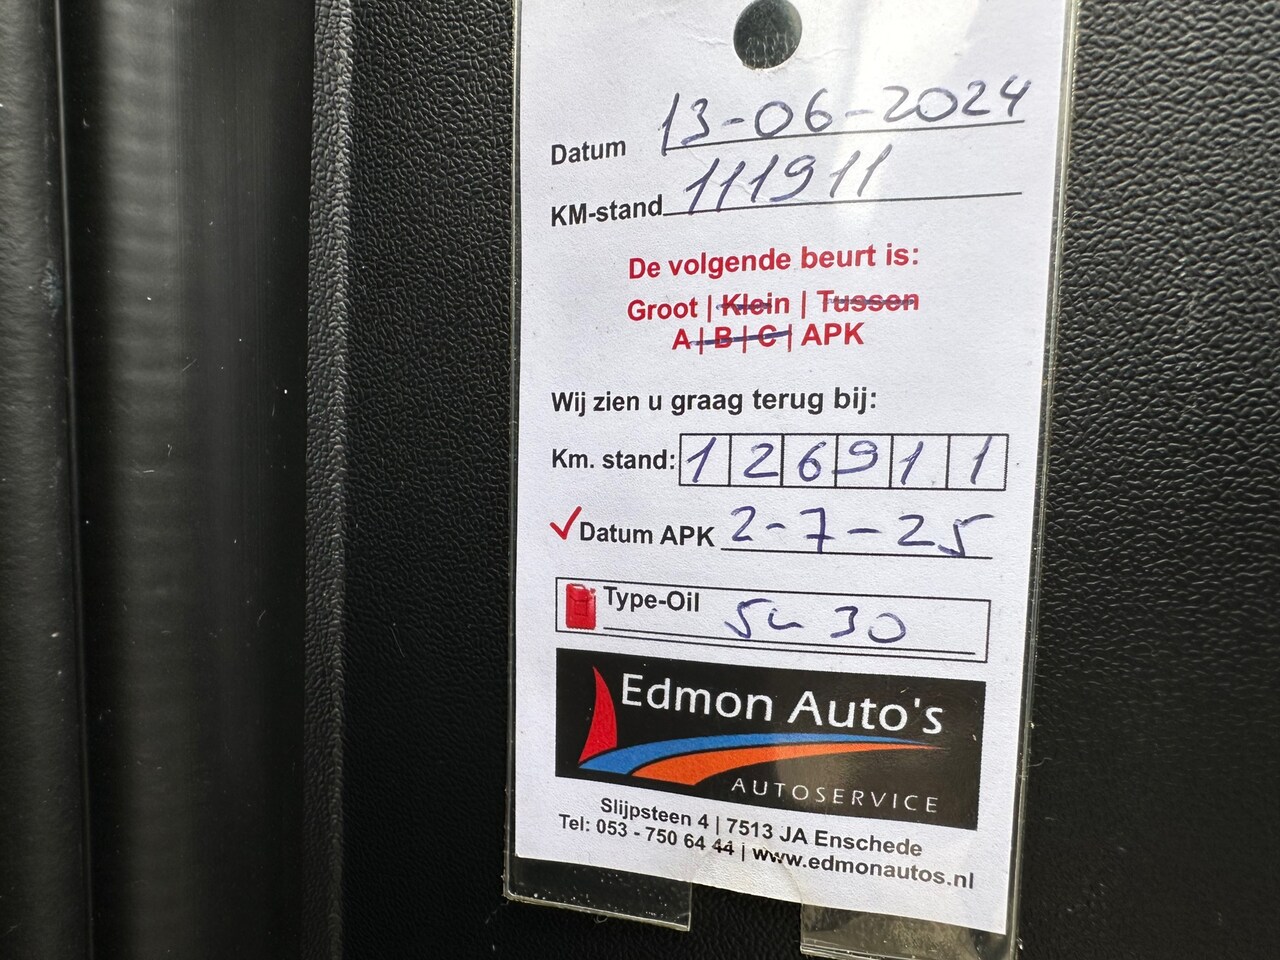 Datum 13-06-2024
KM-stand 111911
De volgende beurt is:
Groot | Klein | Tussen
A | B | C | APK
Wij zien u graag terug bij:
Km. stand: 126911
✓ Datum APK 2-7-25
Type-Oil 5w 30
Edmon Auto's
AUTOSERVICE
Slijpsteen 4 | 7513 JA Enschede
Tel: 053 - 750 64 44 | www.edmonautos.nl